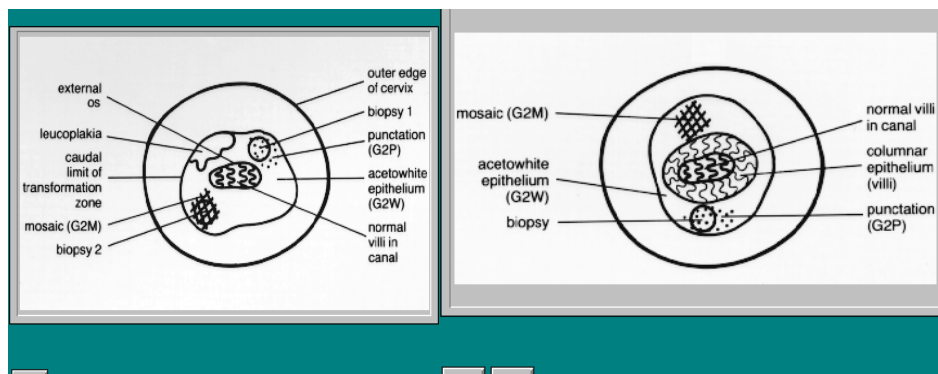 external
os
leucoplakia
caudal
limit of
transformation
zone
mosaic (G2M)
biopsy 2
outer edge
of cervix
biopsy 1
punctation
(G2P)
acetowhite
epithelium
(G2W)
normal
villi in
canal
mosaic (G2M)
acetowhite
epithelium
(G2W)
biopsy
normal villi
in canal
columnar
epithelium
(villi)
punctation
(G2P)